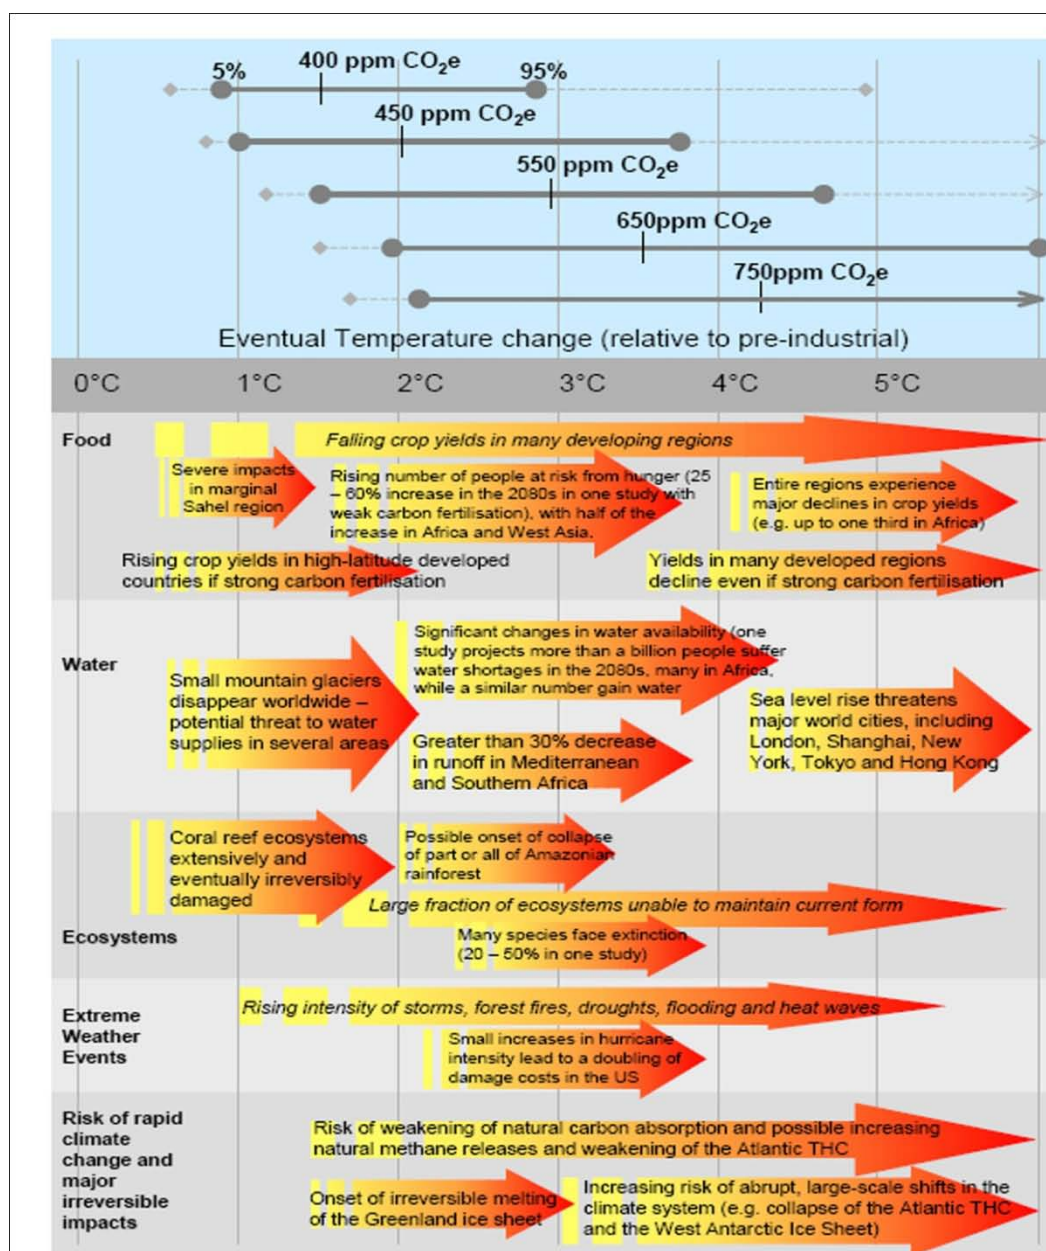 400 ppm CO₂e
5%
95%
450 ppm CO₂e
550 ppm CO₂e
650ppm CO₂e
750ppm CO₂e
Eventual Temperature change (relative to pre-industrial)
0°C 1°C 2°C 3°C 4°C 5°C
Food
Falling crop yields in many developing regions
Severe impacts
in marginal
Sahel region
Rising number of people at risk from hunger (25
– 60% increase in the 2080s in one study with
weak carbon fertilisation), with half of the
increase in Africa and West Asia.
Entire regions experience
major declines in crop yields
(e.g. up to one third in Africa)
Rising crop yields in high-latitude developed
countries if strong carbon fertilisation
Yields in many developed regions
decline even if strong carbon fertilisation
Water
Small mountain glaciers
disappear worldwide –
potential threat to water
supplies in several areas
Significant changes in water availability (one
study projects more than a billion people suffer
water shortages in the 2080s, many in Africa,
while a similar number gain water
Greater than 30% decrease
in runoff in Mediterranean
and Southern Africa
Sea level rise threatens
major world cities, including
London, Shanghai, New
York, Tokyo and Hong Kong
Ecosystems
Coral reef ecosystems
extensively and
eventually irreversibly
damaged
Possible onset of collapse
of part or all of Amazonian
rainforest
Large fraction of ecosystems unable to maintain current form
Many species face extinction
(20 – 50% in one study)
Extreme
Weather
Events
Rising intensity of storms, forest fires, droughts, flooding and heat waves
Small increases in hurricane
intensity lead to a doubling of
damage costs in the US
Risk of rapid
climate
change and
major
irreversible
impacts
Risk of weakening of natural carbon absorption and possible increasing
natural methane releases and weakening of the Atlantic THC
Onset of irreversible melting
of the Greenland ice sheet
Increasing risk of abrupt, large-scale shifts in the
climate system (e.g. collapse of the Atlantic THC
and the West Antarctic Ice Sheet)